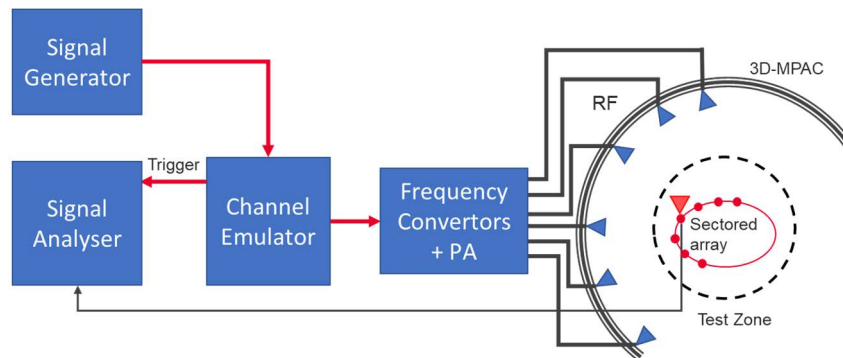 Signal
Generator
3D-MPAC
RF
Trigger
Signal
Analyser
Channel
Emulator
Frequency
Convertors
+ PA
Sectored
array
Test Zone